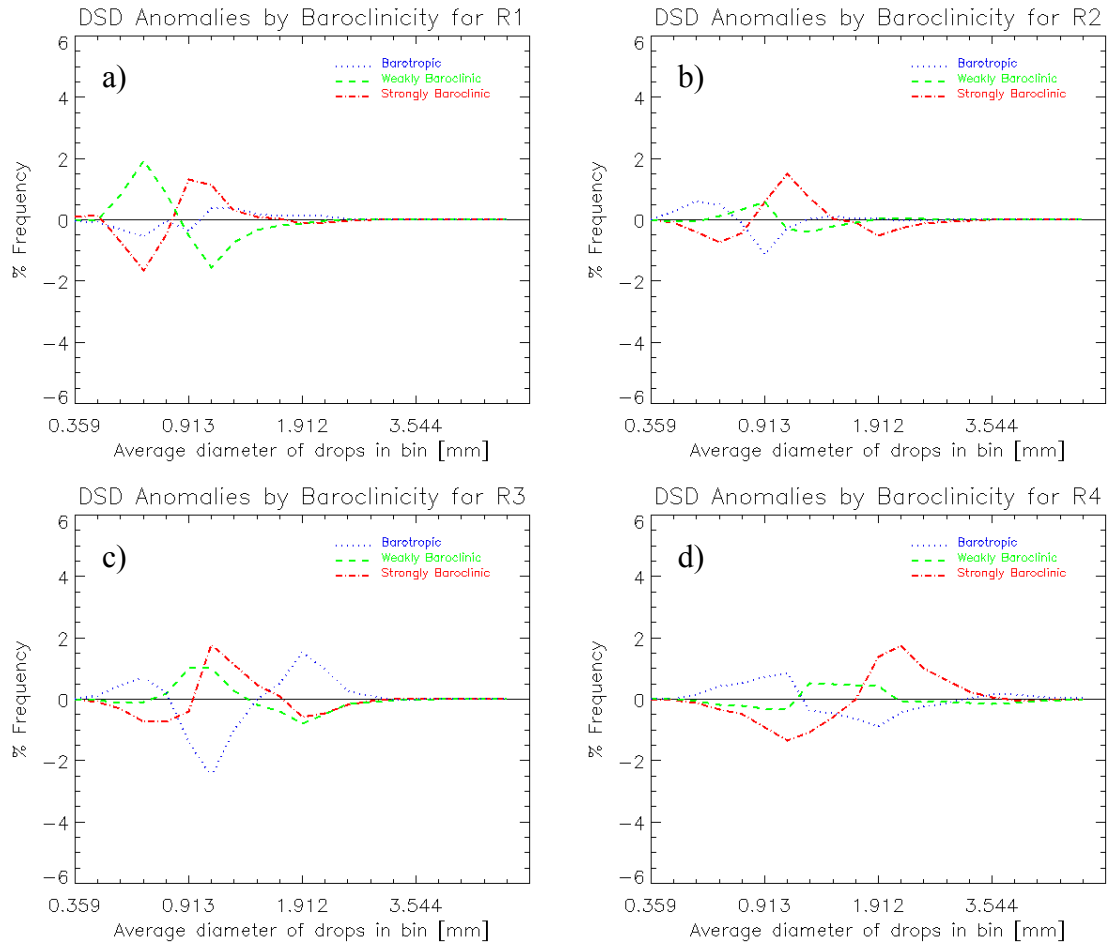 DSD Anomalies by Baroclinicity for R1
a)
Barotropic
Weakly Baroclinic
Strongly Baroclinic
6
4
2
0
-2
-4
-6
% Frequency
0.359
0.913
1.912
3.544
Average diameter of drops in bin [mm]
DSD Anomalies by Baroclinicity for R2
b)
Barotropic
Weakly Baroclinic
Strongly Baroclinic
6
4
2
0
-2
-4
-6
% Frequency
0.359
0.913
1.912
3.544
Average diameter of drops in bin [mm]
DSD Anomalies by Baroclinicity for R3
c)
Barotropic
Weakly Baroclinic
Strongly Baroclinic
6
4
2
0
-2
-4
-6
% Frequency
0.359
0.913
1.912
3.544
Average diameter of drops in bin [mm]
DSD Anomalies by Baroclinicity for R4
d)
Barotropic
Weakly Baroclinic
Strongly Baroclinic
6
4
2
0
-2
-4
-6
% Frequency
0.359
0.913
1.912
3.544
Average diameter of drops in bin [mm]